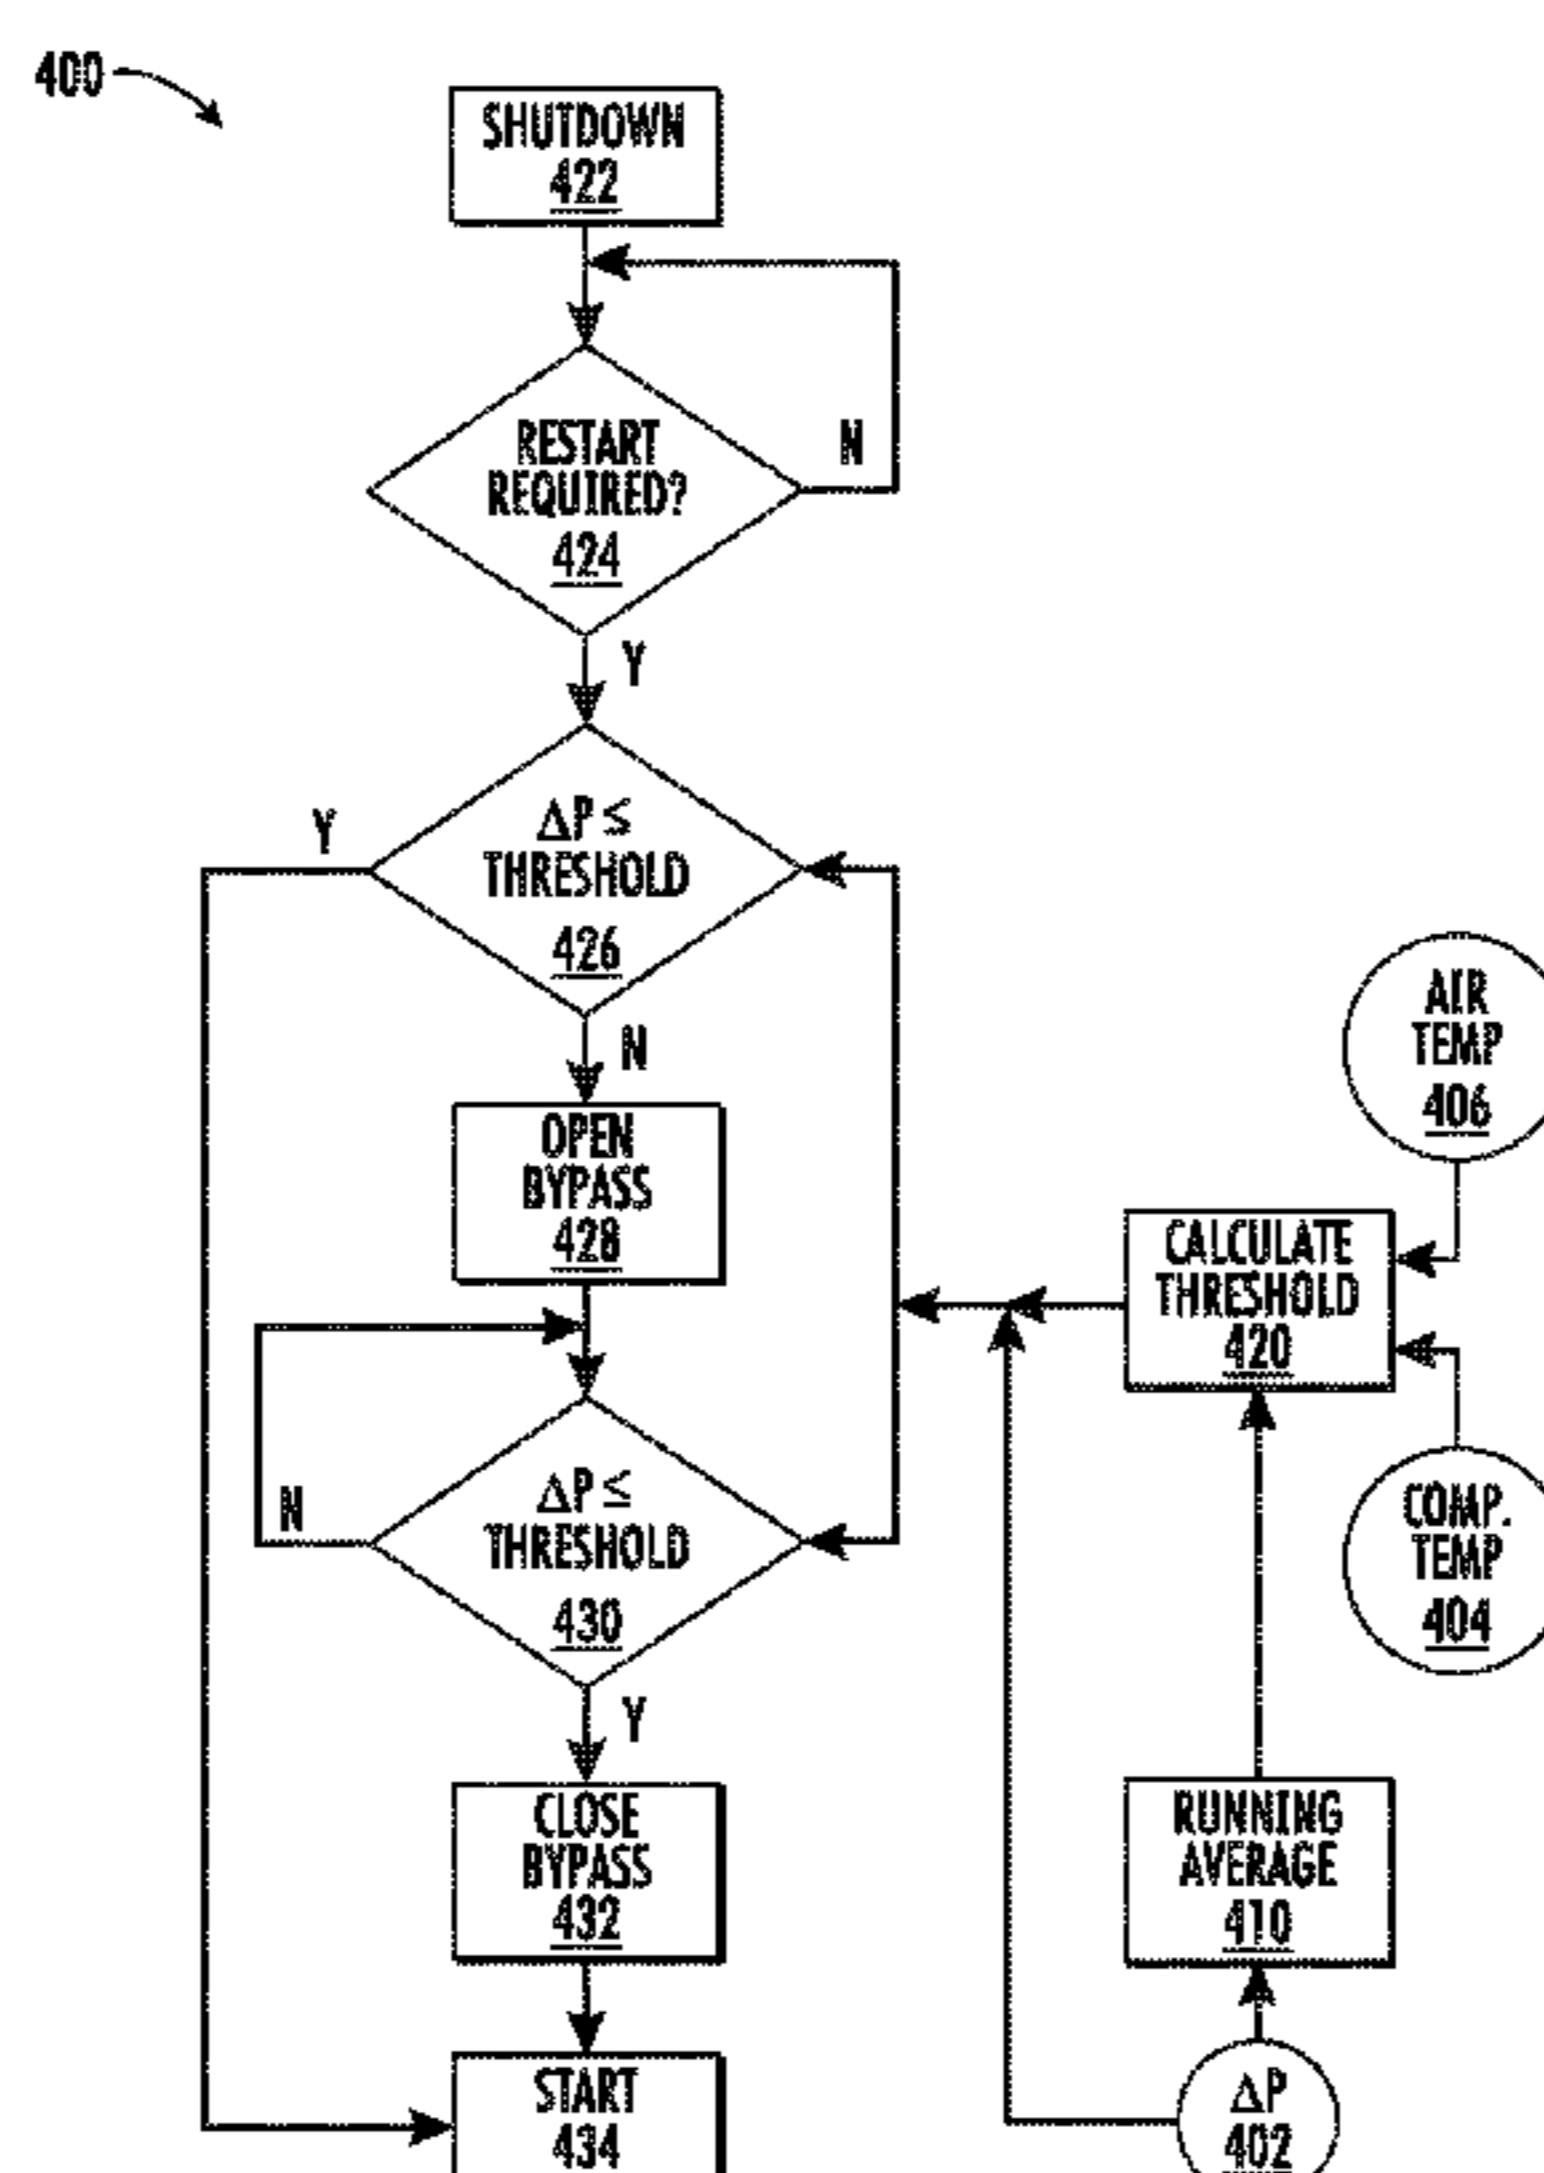 400
SHUTDOWN
422
RESTART
REQUIRED?
424
N
Y
ΔP ≤
THRESHOLD
426
Y
N
OPEN
BYPASS
428
ΔP ≤
THRESHOLD
430
N
Y
CLOSE
BYPASS
432
START
434
AIR
TEMP
406
CALCULATE
THRESHOLD
420
COMP.
TEMP
404
RUNNING
AVERAGE
410
ΔP
402